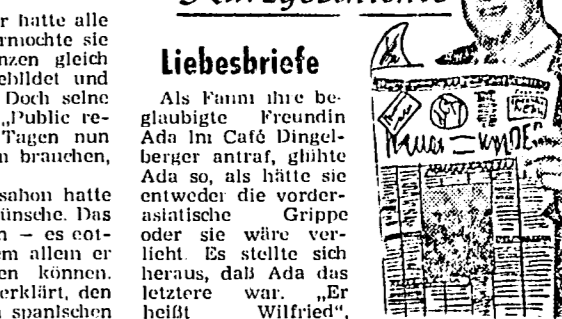 r hatte alle
rmochte sie
nzen gleich
ebildet und
Doch seine
„Public re-
Tagen nun
n brauchen,
sahon hatte
ünsche. Das
n – es ent-
em allein er
en können.
erklärt, den
spanischen
Kurzgeschichte
Liebesbriefe
Als Fanni ihre be-
glaubigte Freundin
Ada im Café Dingel-
berger antraf, glühte
Ada so, als hätte sie
entweder die vorder-
asiatische Grippe
oder sie wäre ver-
liebt. Es stellte sich
heraus, daß Ada das
letztere war. „Er
heißt Wilfried“,